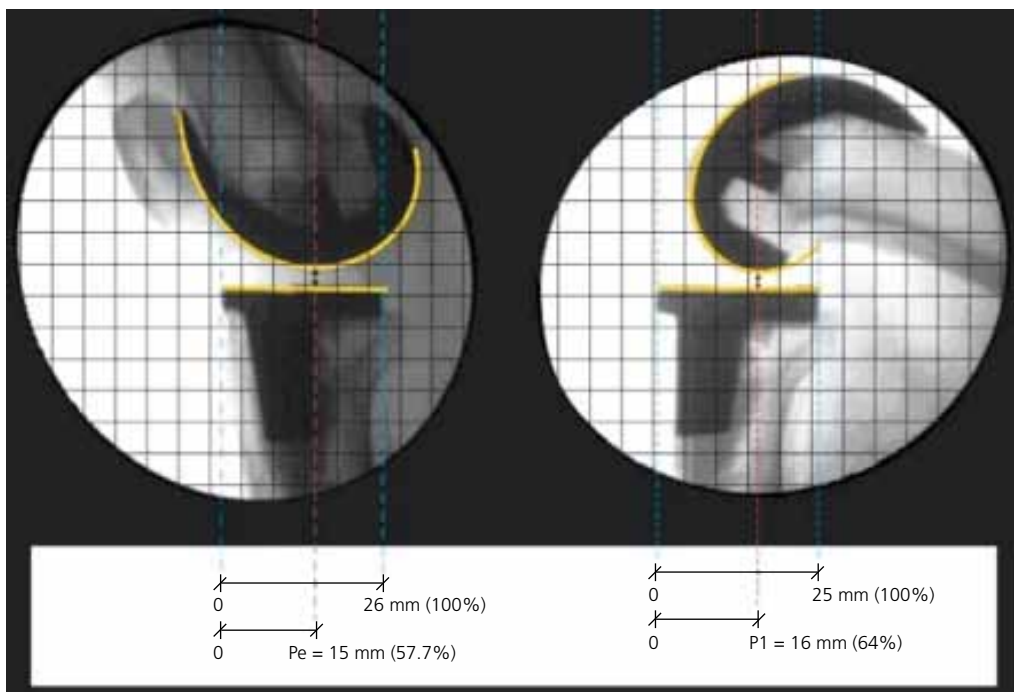 0 26 mm (100%)
0 Pe = 15 mm (57.7%)
0 25 mm (100%)
0 P1 = 16 mm (64%)